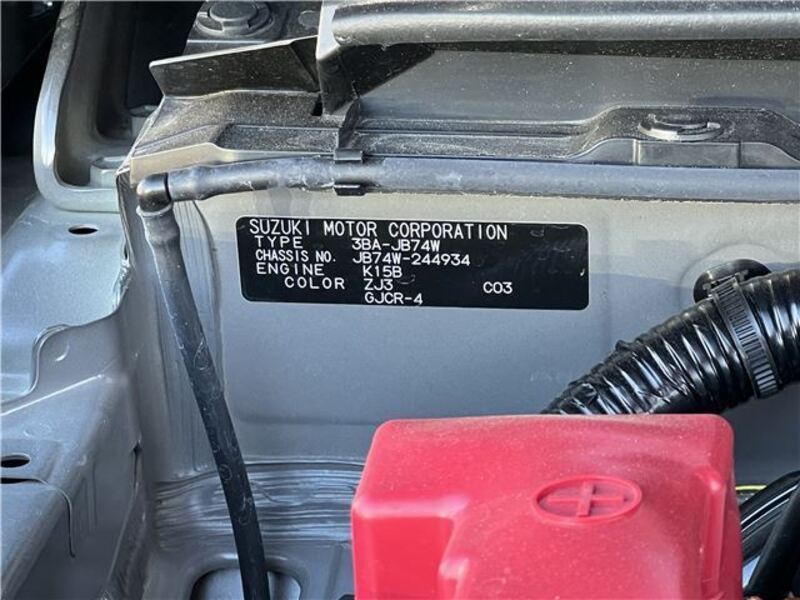 SUZUKI MOTOR CORPORATION
TYPE 3BA-JB74W
CHASSIS NO. JB74W-244934
ENGINE K15B
COLOR ZJ3 C03
GJCR-4